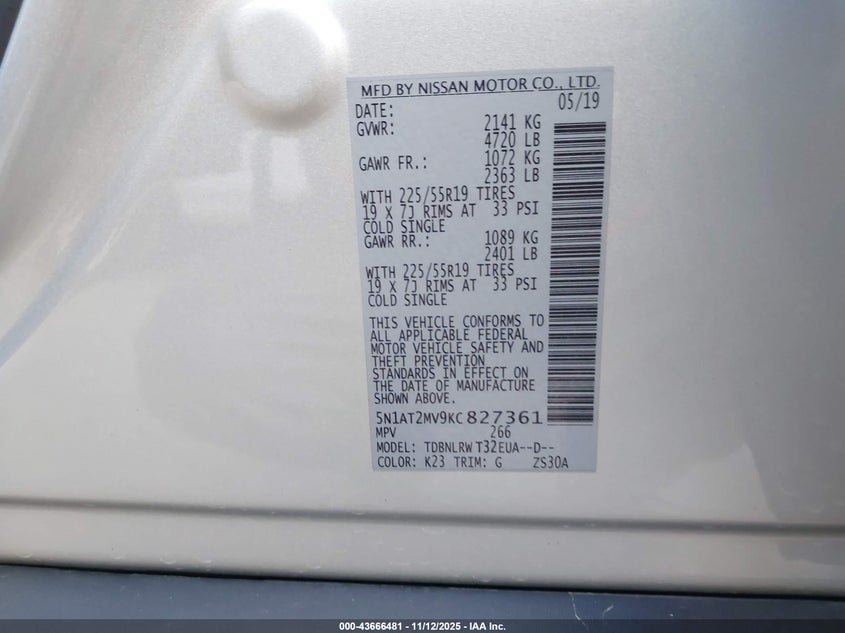 MFD BY NISSAN MOTOR CO., LTD.
DATE: 05/19
GVWR: 2141 KG
4720 LB
GAWR FR.: 1072 KG
2363 LB
WITH 225/55R19 TIRES
19 X 7J RIMS AT 33 PSI
COLD SINGLE
GAWR RR.: 1089 KG
2401 LB
WITH 225/55R19 TIRES
19 X 7J RIMS AT 33 PSI
COLD SINGLE
THIS VEHICLE CONFORMS TO
ALL APPLICABLE FEDERAL
MOTOR VEHICLE SAFETY AND
THEFT PREVENTION
STANDARDS IN EFFECT ON
THE DATE OF MANUFACTURE
SHOWN ABOVE.
5N1AT2MV9KC827361
MPV 266
MODEL: TDBNLRW T32EUA--D--
COLOR: K23 TRIM: G ZS30A
000-43666481 - 11/12/2025 - IAA Inc.